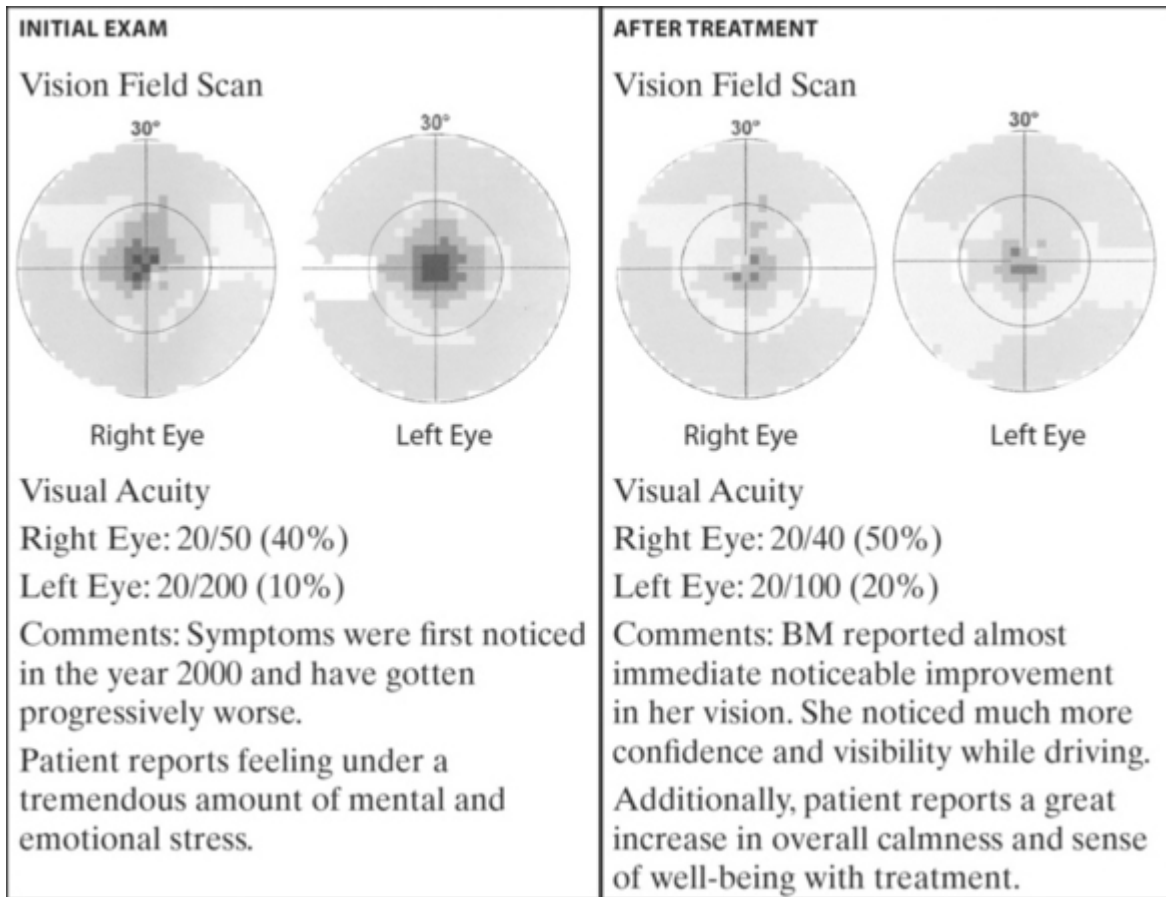 INITIAL EXAM
Vision Field Scan
30°
30°
Right Eye
Left Eye
Visual Acuity
Right Eye: 20/50 (40%)
Left Eye: 20/200 (10%)
Comments: Symptoms were first noticed
in the year 2000 and have gotten
progressively worse.
Patient reports feeling under a
tremendous amount of mental and
emotional stress.
AFTER TREATMENT
Vision Field Scan
30°
30°
Right Eye
Left Eye
Visual Acuity
Right Eye: 20/40 (50%)
Left Eye: 20/100 (20%)
Comments: BM reported almost
immediate noticeable improvement
in her vision. She noticed much more
confidence and visibility while driving.
Additionally, patient reports a great
increase in overall calmness and sense
of well-being with treatment.